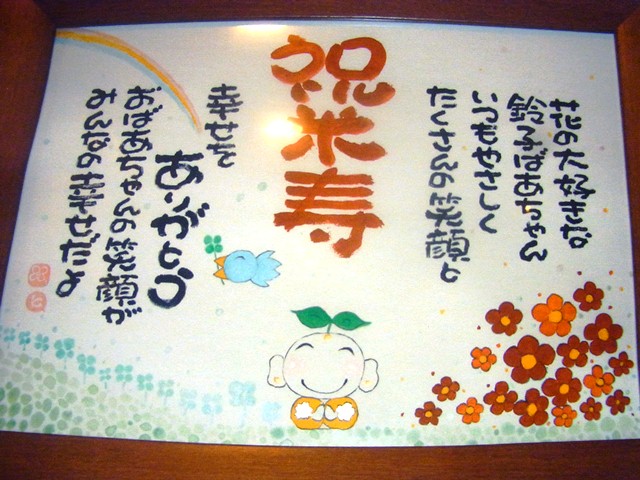 花の大好きな
鈴子ばあちゃん
いつもやさしく
たくさんの笑顔と
祝米寿
幸せを
ありがとう
おばあちゃんの笑顔が
みんなの幸せだよ